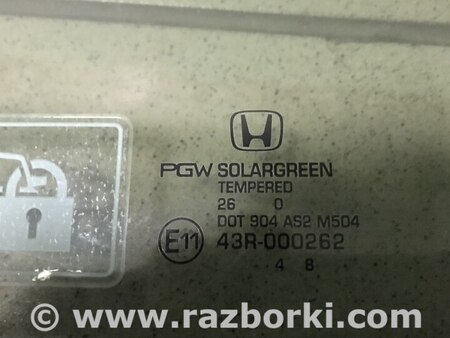 PGW SOLARGREEN
TEMPERED
26 0
DOT 904 AS2 M504
E11 43R-000262
4 8
© www.razborki.com